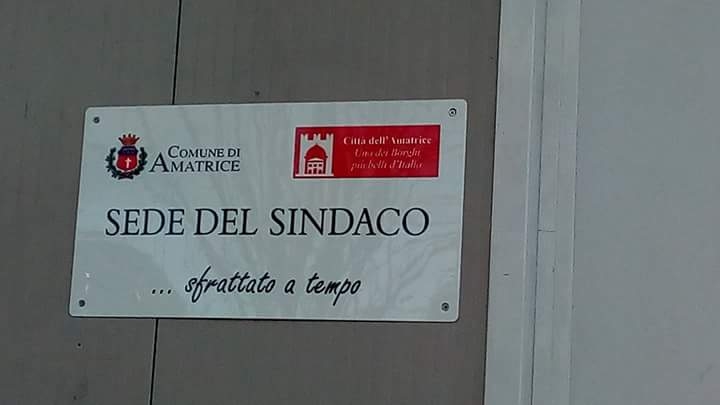 COMUNE DI
AMATRICE
Città dell'Amatrice
Uno dei Borghi
più belli d'Italia
SEDE DEL SINDACO
... sfrattato a tempo